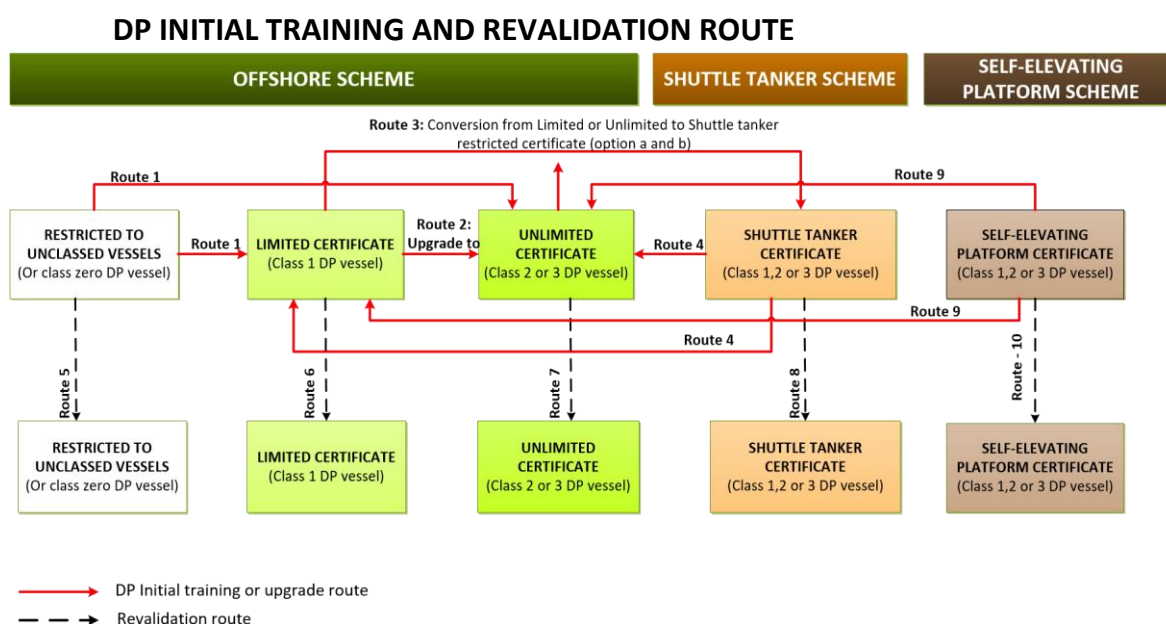 DP INITIAL TRAINING AND REVALIDATION ROUTE
OFFSHORE SCHEME
SHUTTLE TANKER SCHEME
SELF-ELEVATING
PLATFORM SCHEME
Route 3: Conversion from Limited or Unlimited to Shuttle tanker
restricted certificate (option a and b)
Route 1
Route 9
RESTRICTED TO
UNCLASSED VESSELS
(Or class zero DP vessel)
Route 1
LIMITED CERTIFICATE
(Class 1 DP vessel)
Route 2:
Upgrade to
UNLIMITED
CERTIFICATE
(Class 2 or 3 DP vessel)
Route 4
SHUTTLE TANKER
CERTIFICATE
(Class 1,2 or 3 DP vessel)
SELF-ELEVATING
PLATFORM CERTIFICATE
(Class 1,2 or 3 DP vessel)
Route 9
Route 4
Route 5
Route 6
Route 7
Route 8
Route - 10
RESTRICTED TO
UNCLASSED VESSELS
(Or class zero DP vessel)
LIMITED CERTIFICATE
(Class 1 DP vessel)
UNLIMITED
CERTIFICATE
(Class 2 or 3 DP vessel)
SHUTTLE TANKER
CERTIFICATE
(Class 1,2 or 3 DP vessel)
SELF-ELEVATING
PLATFORM CERTIFICATE
(Class 1,2 or 3 DP vessel)
DP Initial training or upgrade route
Revalidation route